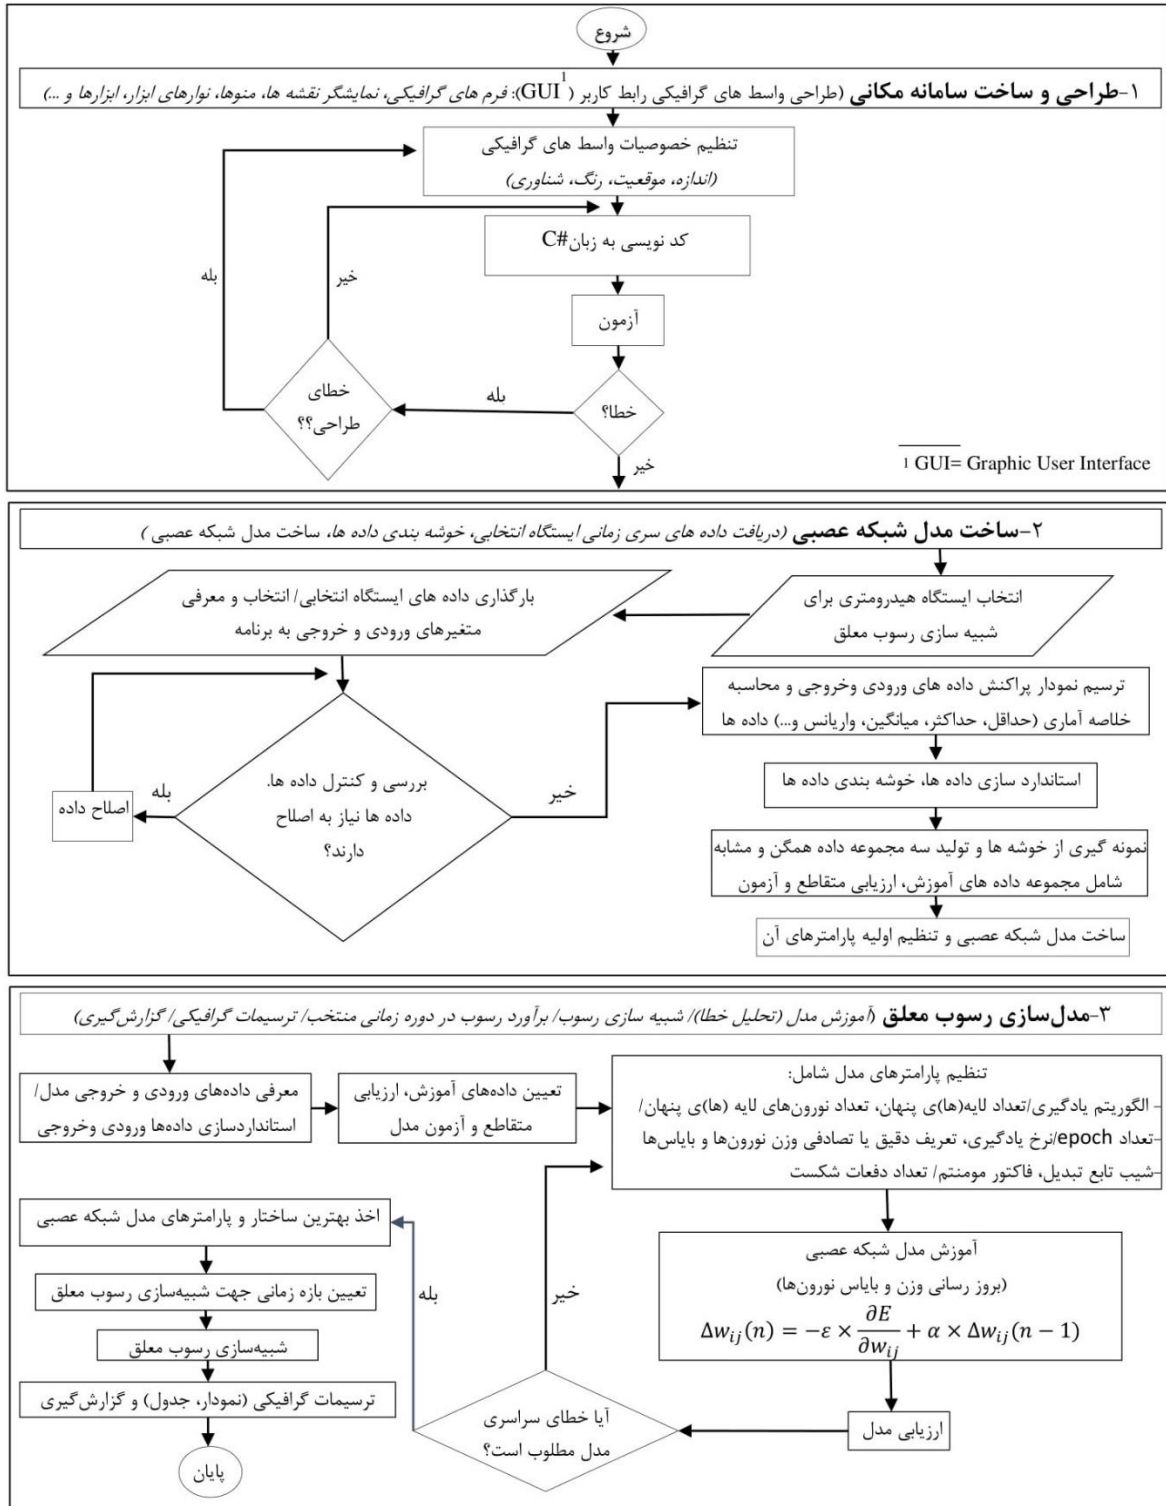 شروع
۱-طراحی و ساخت سامانه مکانی (طراحی واسط های گرافیکی رابط کاربر (GUI1): فرم های گرافیکی، نمایشگر نقشه ها، منوها، نوارهای ابزار، ابزارها و ...)
تنظیم خصوصیات واسط های گرافیکی
(اندازه، موقعیت، رنگ، شناوری)
کد نویسی به زبان C#
آزمون
خطا؟
بله
خطای
طراحی؟؟
خیر
بله
خیر
1 GUI= Graphic User Interface
۲-ساخت مدل شبکه عصبی (دریافت داده های سری زمانی ایستگاه انتخابی، خوشه بندی داده ها، ساخت مدل شبکه عصبی )
انتخاب ایستگاه هیدرومتری برای
شبیه سازی رسوب معلق
بارگذاری داده های ایستگاه انتخابی/ انتخاب و معرفی
متغیرهای ورودی و خروجی به برنامه
بررسی و کنترل داده ها.
داده ها نیاز به اصلاح
دارند؟
بله
اصلاح داده
خیر
ترسیم نمودار پراکنش داده های ورودی وخروجی و محاسبه
خلاصه آماری (حداقل، حداکثر، میانگین، واریانس و...) داده ها
استاندارد سازی داده ها، خوشه بندی داده ها
نمونه گیری از خوشه ها و تولید سه مجموعه داده همگن و مشابه
شامل مجموعه داده های آموزش، ارزیابی متقاطع و آزمون
ساخت مدل شبکه عصبی و تنظیم اولیه پارامترهای آن
۳-مدل‌سازی رسوب معلق (آموزش مدل (تحلیل خطا)/ شبیه سازی رسوب/ برآورد رسوب در دوره زمانی منتخب/ ترسیمات گرافیکی/ گزارش‌گیری)
معرفی داده‌های ورودی و خروجی مدل/
استانداردسازی داده‌ها ورودی وخروجی
تعیین داده‌های آموزش، ارزیابی
متقاطع و آزمون مدل
تنظیم پارامترهای مدل شامل:
- الگوریتم یادگیری/تعداد لایه(ها)ی پنهان، تعداد نورون‌های لایه (ها)ی پنهان/
-تعداد epoch/نرخ یادگیری، تعریف دقیق یا تصادفی وزن نورون‌ها و بایاس‌ها
-شیب تابع تبدیل، فاکتور مومنتم/ تعداد دفعات شکست
آموزش مدل شبکه عصبی
(بروز رسانی وزن و بایاس نورون‌ها)
Δw_ij(n) = −ε × ∂E/∂w_ij + α × Δw_ij(n − 1)
ارزیابی مدل
آیا خطای سراسری
مدل مطلوب است؟
خیر
بله
اخذ بهترین ساختار و پارامترهای مدل شبکه عصبی
تعیین بازه زمانی جهت شبیه‌سازی رسوب معلق
شبیه‌سازی رسوب معلق
ترسیمات گرافیکی (نمودار، جدول) و گزارش‌گیری
پایان